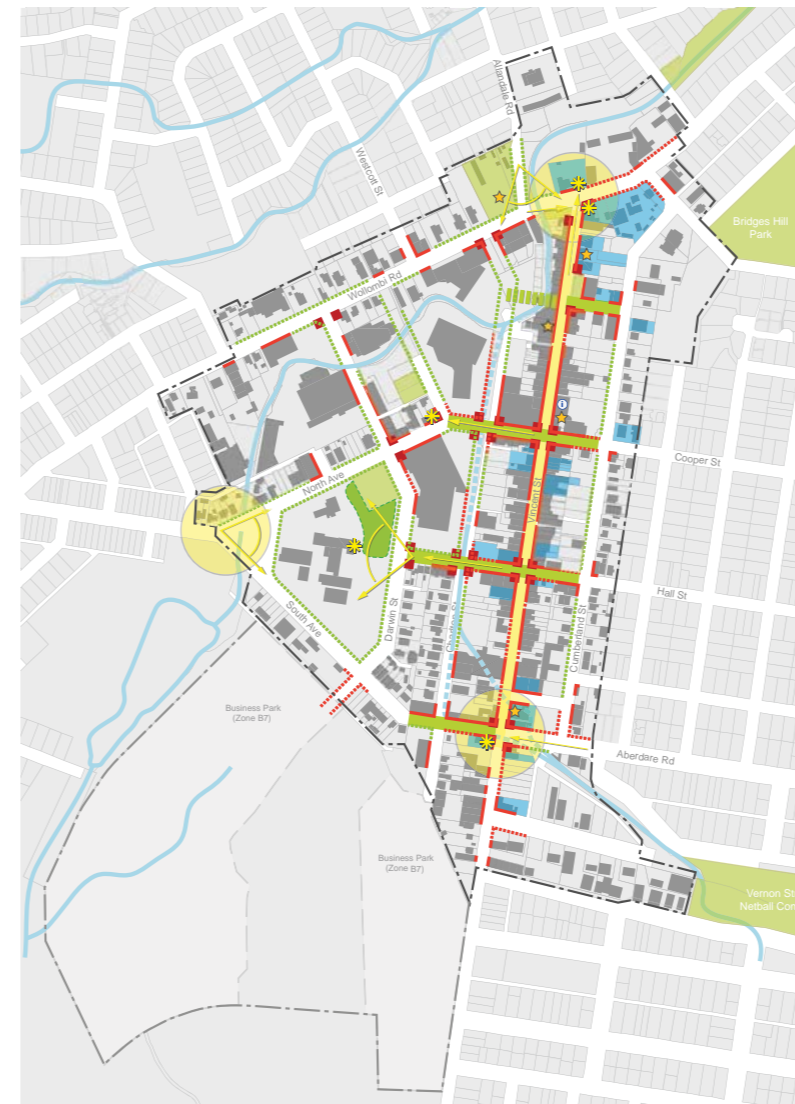 Allandale Rd
Westcott St
Bridges Hill
Park
Wollombi Rd
i
Cooper St
North Ave
Vincent St
Hall St
South Ave
Darwin St
Cumberland St
Business Park
(Zone B7)
Aberdare Rd
Business Park
(Zone B7)
Vernon St
Netball Cou